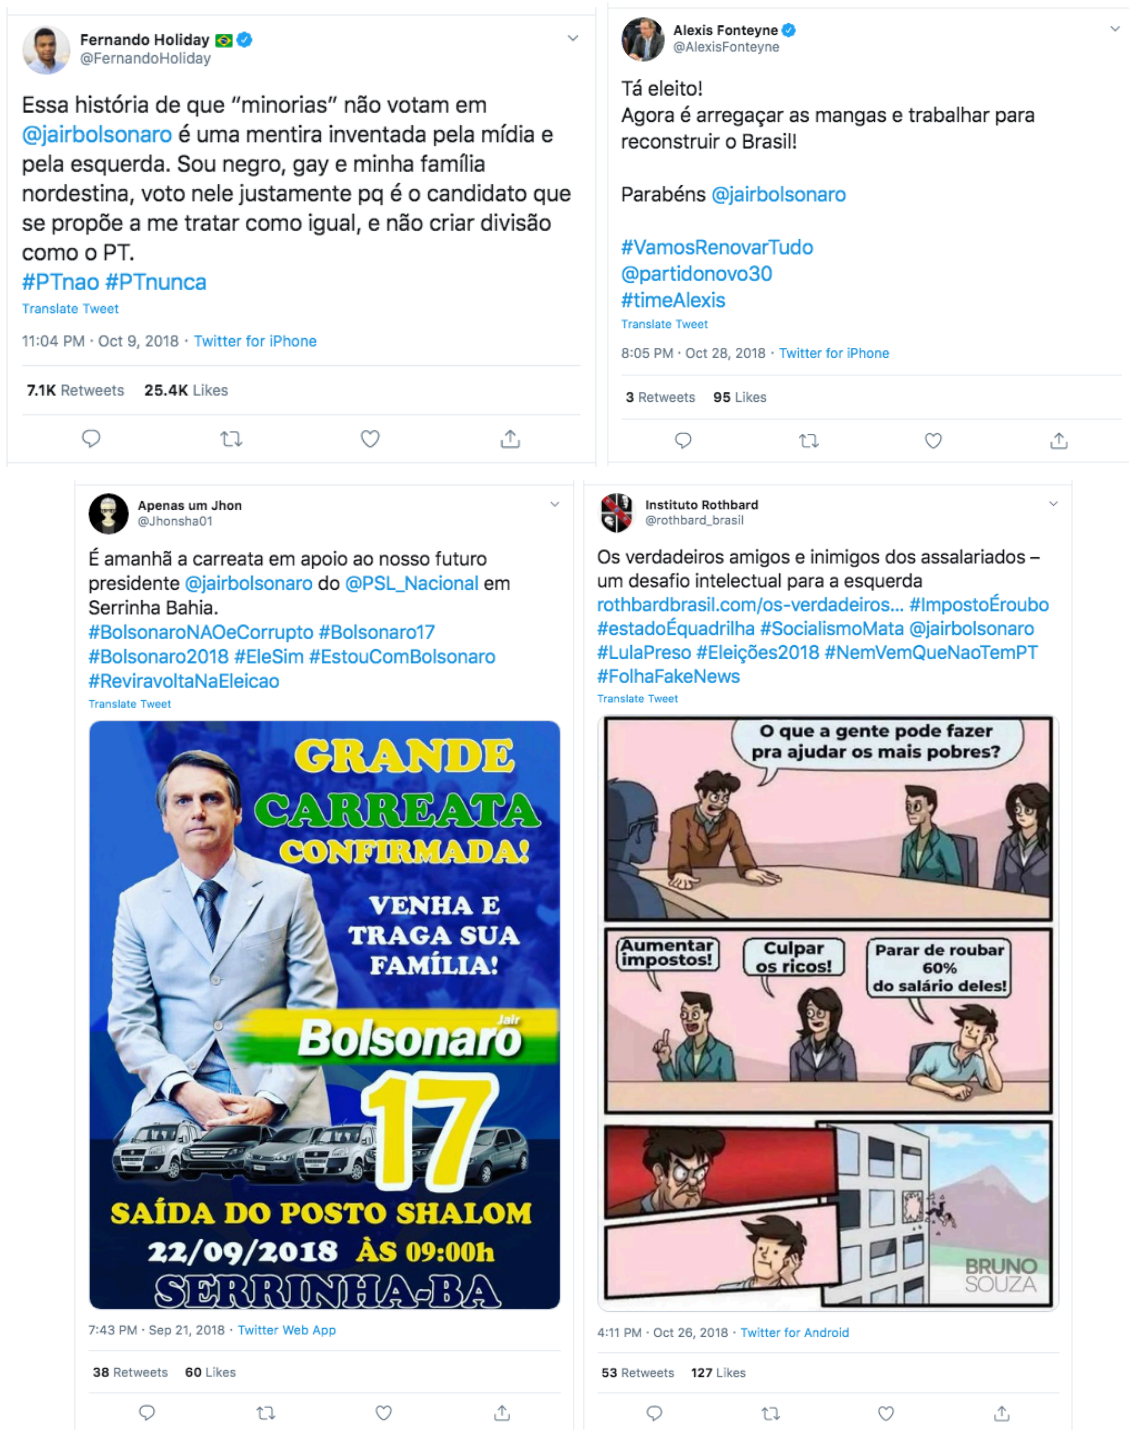 Fernando Holiday
@FernandoHoliday
Essa história de que “minorias” não votam em
@jairbolsonaro é uma mentira inventada pela mídia e
pela esquerda. Sou negro, gay e minha família
nordestina, voto nele justamente pq é o candidato que
se propõe a me tratar como igual, e não criar divisão
como o PT.
#PTnao #PTnunca
Translate Tweet
11:04 PM · Oct 9, 2018 · Twitter for iPhone
7.1K Retweets 25.4K Likes
Alexis Fonteyne
@AlexisFonteyne
Tá eleito!
Agora é arregaçar as mangas e trabalhar para
reconstruir o Brasil!
Parabéns @jairbolsonaro
#VamosRenovarTudo
@partidonovo30
#timeAlexis
Translate Tweet
8:05 PM · Oct 28, 2018 · Twitter for iPhone
3 Retweets 95 Likes
Apenas um Jhon
@Jhonsha01
É amanhã a carreata em apoio ao nosso futuro
presidente @jairbolsonaro do @PSL_Nacional em
Serrinha Bahia.
#BolsonaroNAOeCorrupto #Bolsonaro17
#Bolsonaro2018 #EleSim #EstouComBolsonaro
#ReviravoltaNaEleicao
Translate Tweet
GRANDE
CARREATA
CONFIRMADA!
VENHA E
TRAGA SUA
FAMÍLIA!
Jair
Bolsonaro
17
SAÍDA DO POSTO SHALOM
22/09/2018 ÀS 09:00h
SERRINHA-BA
7:43 PM · Sep 21, 2018 · Twitter Web App
38 Retweets 60 Likes
Instituto Rothbard
@rothbard_brasil
Os verdadeiros amigos e inimigos dos assalariados –
um desafio intelectual para a esquerda
rothbardbrasil.com/os-verdadeiros... #ImpostoÉroubo
#estadoÉquadrilha #SocialismoMata @jairbolsonaro
#LulaPreso #Eleições2018 #NemVemQueNaoTemPT
#FolhaFakeNews
Translate Tweet
O que a gente pode fazer
pra ajudar os mais pobres?
Aumentar
impostos!
Culpar
os ricos!
Parar de roubar
60%
do salário deles!
BRUNO
SOUZA
4:11 PM · Oct 26, 2018 · Twitter for Android
53 Retweets 127 Likes